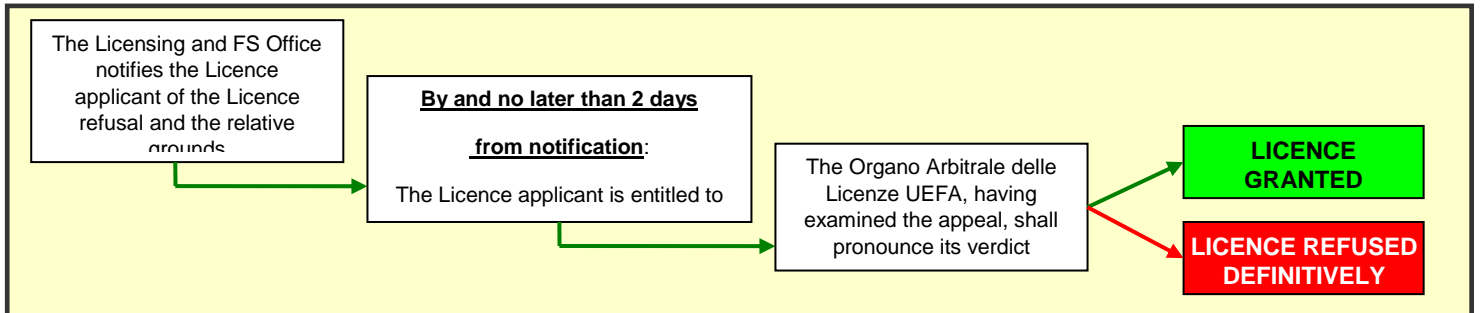 The Licensing and FS Office
notifies the Licence
applicant of the Licence
refusal and the relative
grounds
By and no later than 2 days
from notification:
The Licence applicant is entitled to
The Organo Arbitrale delle
Licenze UEFA, having
examined the appeal, shall
pronounce its verdict
LICENCE
GRANTED
LICENCE REFUSED
DEFINITIVELY